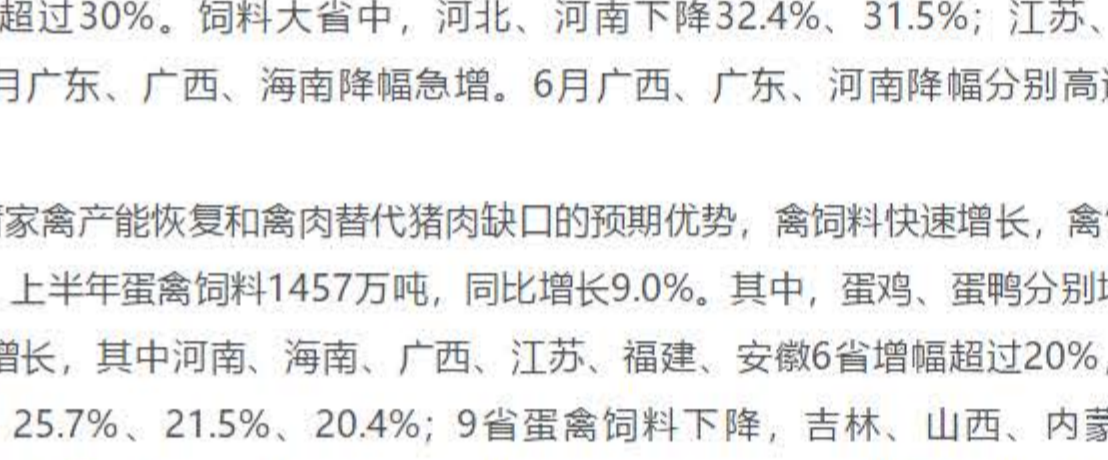 超过30%。饲料大省中，河北、河南下降32.4%、31.5%；江苏、
月广东、广西、海南降幅急增。6月广西、广东、河南降幅分别高
家禽产能恢复和禽肉替代猪肉缺口的预期优势，禽饲料快速增长，禽
上半年蛋禽饲料1457万吨，同比增长9.0%。其中，蛋鸡、蛋鸭分别增
增长，其中河南、海南、广西、江苏、福建、安徽6省增幅超过20%，
25.7%、21.5%、20.4%；9省蛋禽饲料下降，吉林、山西、内蒙